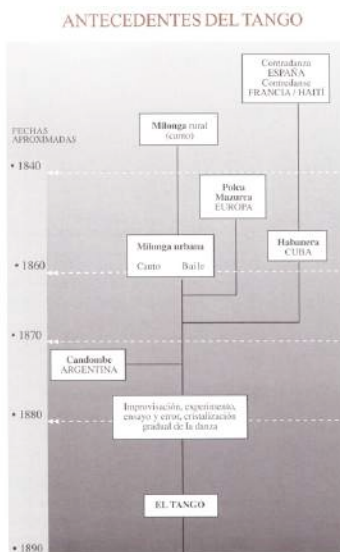 ANTECEDENTES DEL TANGO
Contradanza
ESPAÑA
Contredanse
FRANCIA / HAITÍ
FECHAS
APROXIMADAS
Milonga rural
(canto)
• 1840
Polca
Mazurca
EUROPA
Milonga urbana
Canto Baile
Habanera
CUBA
• 1860
• 1870
Candombe
ARGENTINA
Improvisación, experimento,
ensayo y error, cristalización
gradual de la danza
• 1880
EL TANGO
• 1890